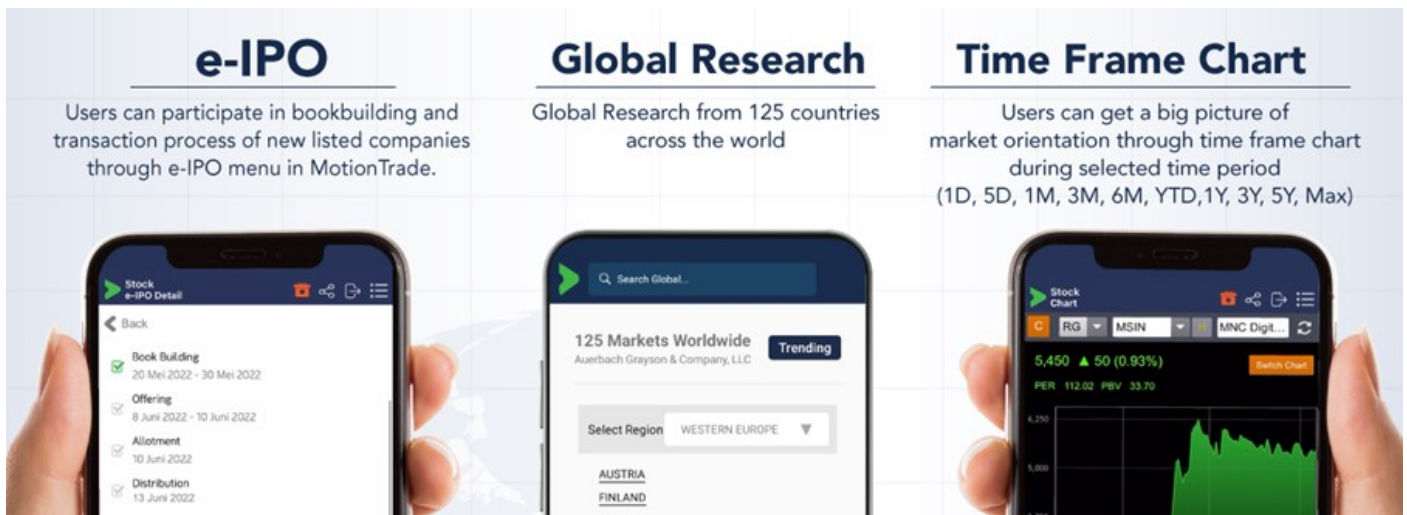 e-IPO
Users can participate in bookbuilding and
transaction process of new listed companies
through e-IPO menu in MotionTrade.
Stock
e-IPO Detail
Back
Book Building
20 Mei 2022 - 30 Mei 2022
Offering
8 Juni 2022 - 10 Juni 2022
Allotment
10 Juni 2022
Distribution
13 Juni 2022
Global Research
Global Research from 125 countries
across the world
Search Global...
125 Markets Worldwide
Auerbach Grayson & Company, LLC
Trending
Select Region WESTERN EUROPE
AUSTRIA
FINLAND
Time Frame Chart
Users can get a big picture of
market orientation through time frame chart
during selected time period
(1D, 5D, 1M, 3M, 6M, YTD,1Y, 3Y, 5Y, Max)
Stock
Chart
C RG MSIN H MNC Digit...
5,450 ▲ 50 (0.93%)
Switch Chart
PER 112.02 PBV 33.70
6,250
5,000